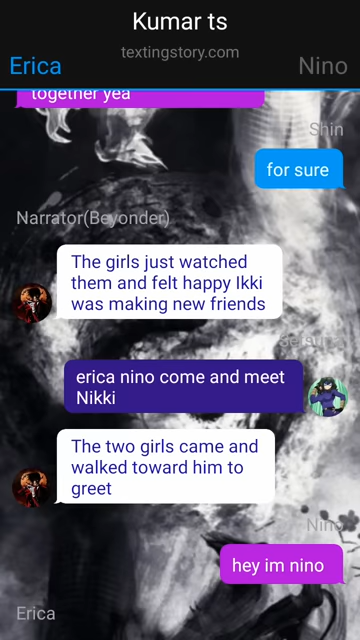 Kumar ts
textingstory.com
Erica
Nino
together yea
Shin
for sure
Narrator(Beyonder)
The girls just watched
them and felt happy Ikki
was making new friends
erica nino come and meet
Nikki
The two girls came and
walked toward him to
greet
Nino
hey im nino
Erica